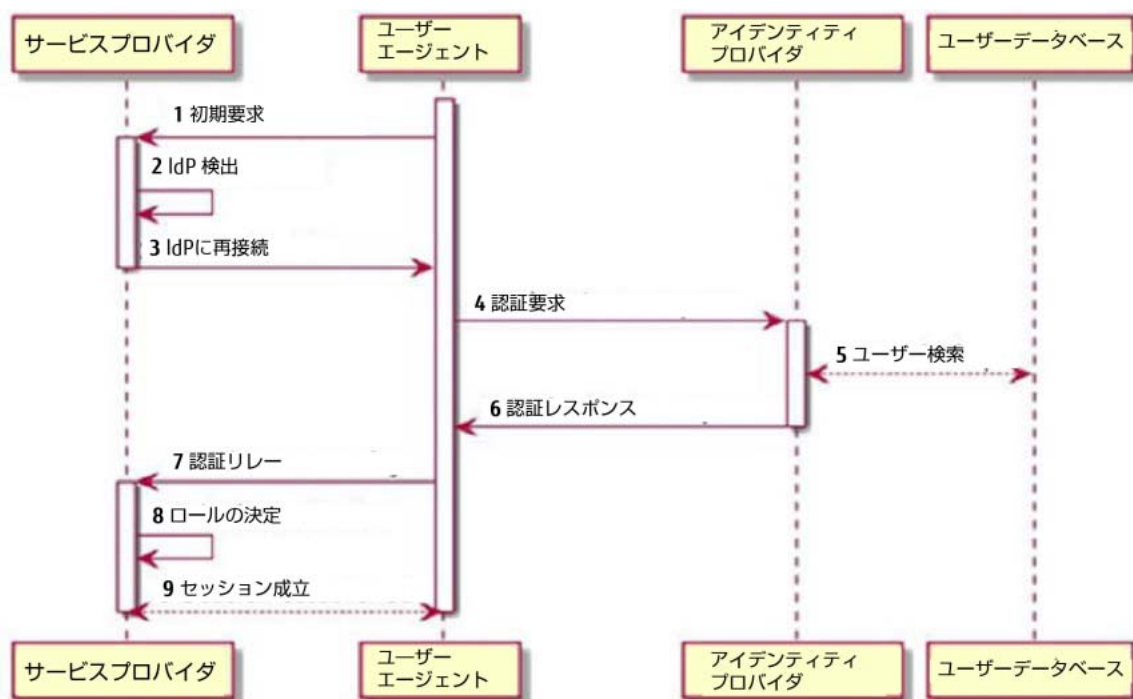 サービスプロバイダ
ユーザー
エージェント
アイデンティティ
プロバイダ
ユーザーデータベース
1 初期要求
2 IdP 検出
3 IdPに再接続
4 認証要求
5 ユーザー検索
6 認証レスポンス
7 認証リレー
8 ロールの決定
9 セッション成立
サービスプロバイダ
ユーザー
エージェント
アイデンティティ
プロバイダ
ユーザーデータベース